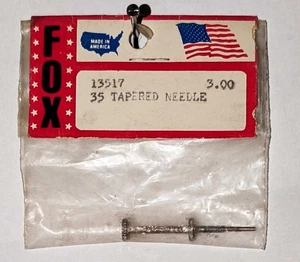 FOX
MADE IN
AMERICA
13517 3.00
35 TAPERED NEEDLE